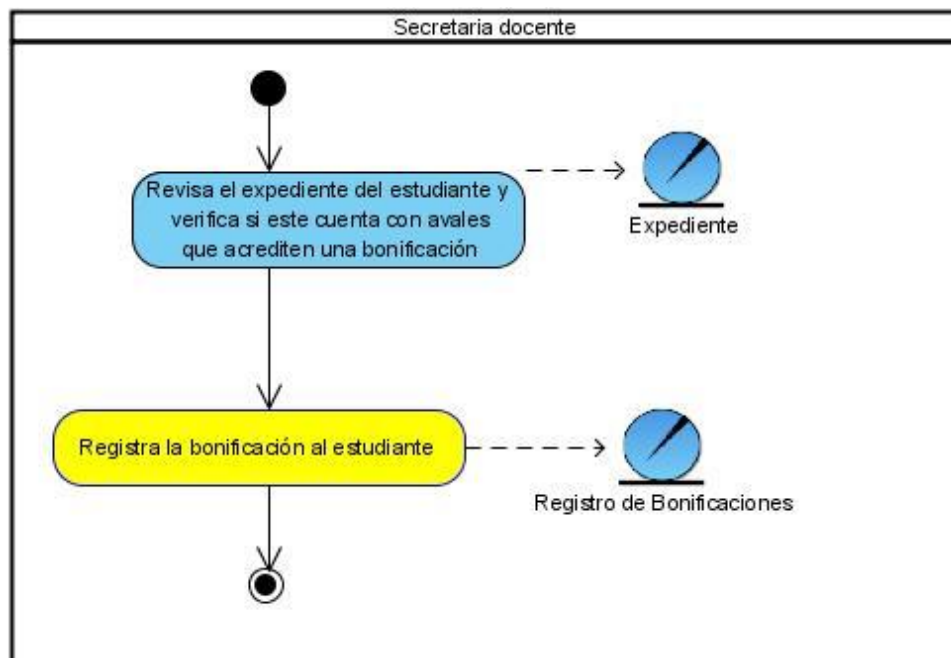 Secretaria docente
Revisa el expediente del estudiante y
verifica si este cuenta con avales
que acrediten una bonificación
Expediente
Registra la bonificación al estudiante
Registro de Bonificaciones